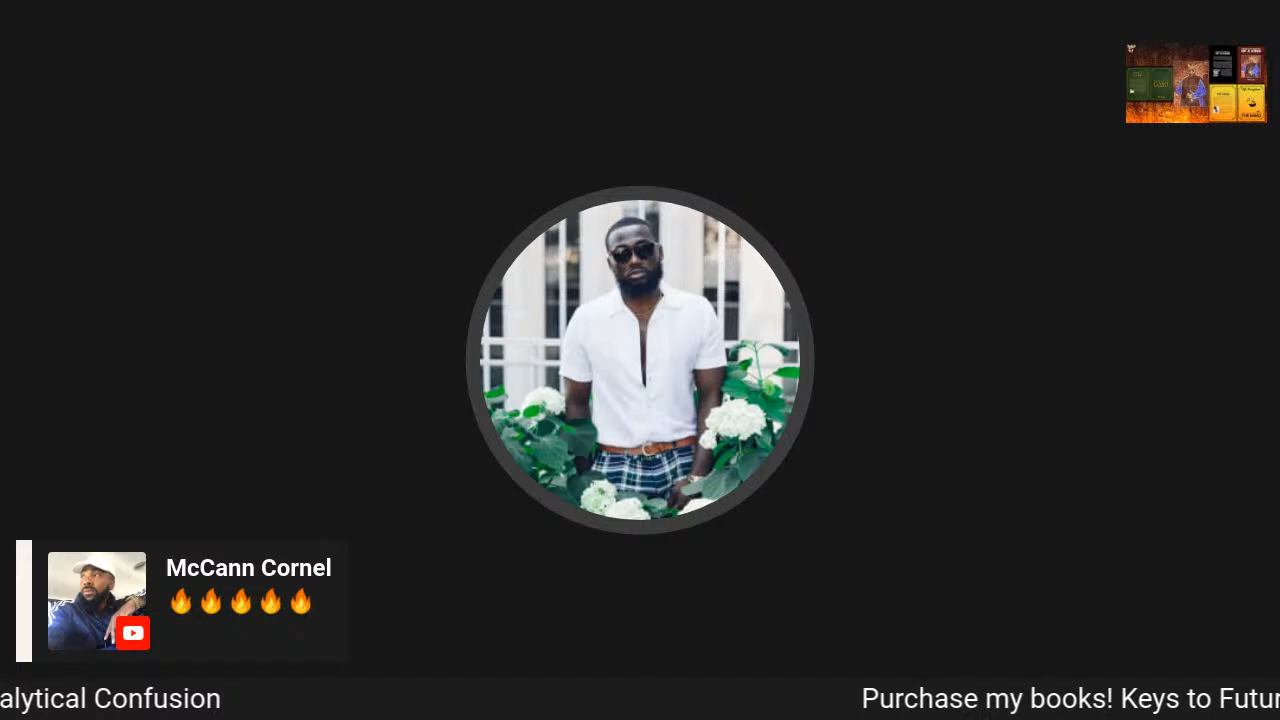 McCann Cornel
🔥🔥🔥🔥🔥
alytical Confusion
Purchase my books! Keys to Futur